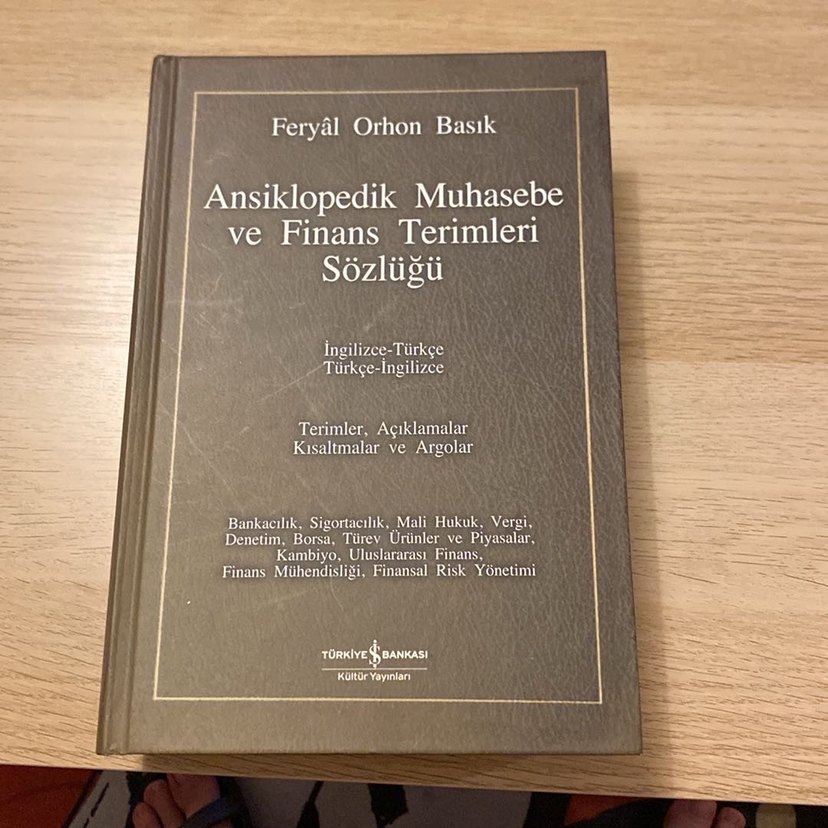 Feryâl Orhon Basık
Ansiklopedik Muhasebe
ve Finans Terimleri
Sözlüğü
İngilizce-Türkçe
Türkçe-İngilizce
Terimler, Açıklamalar
Kısaltmalar ve Argolar
Bankacılık, Sigortacılık, Mali Hukuk, Vergi,
Denetim, Borsa, Türev Ürünler ve Piyasalar,
Kambiyo, Uluslararası Finans,
Finans Mühendisliği, Finansal Risk Yönetimi
TÜRKİYE İŞ BANKASI
Kültür Yayınları